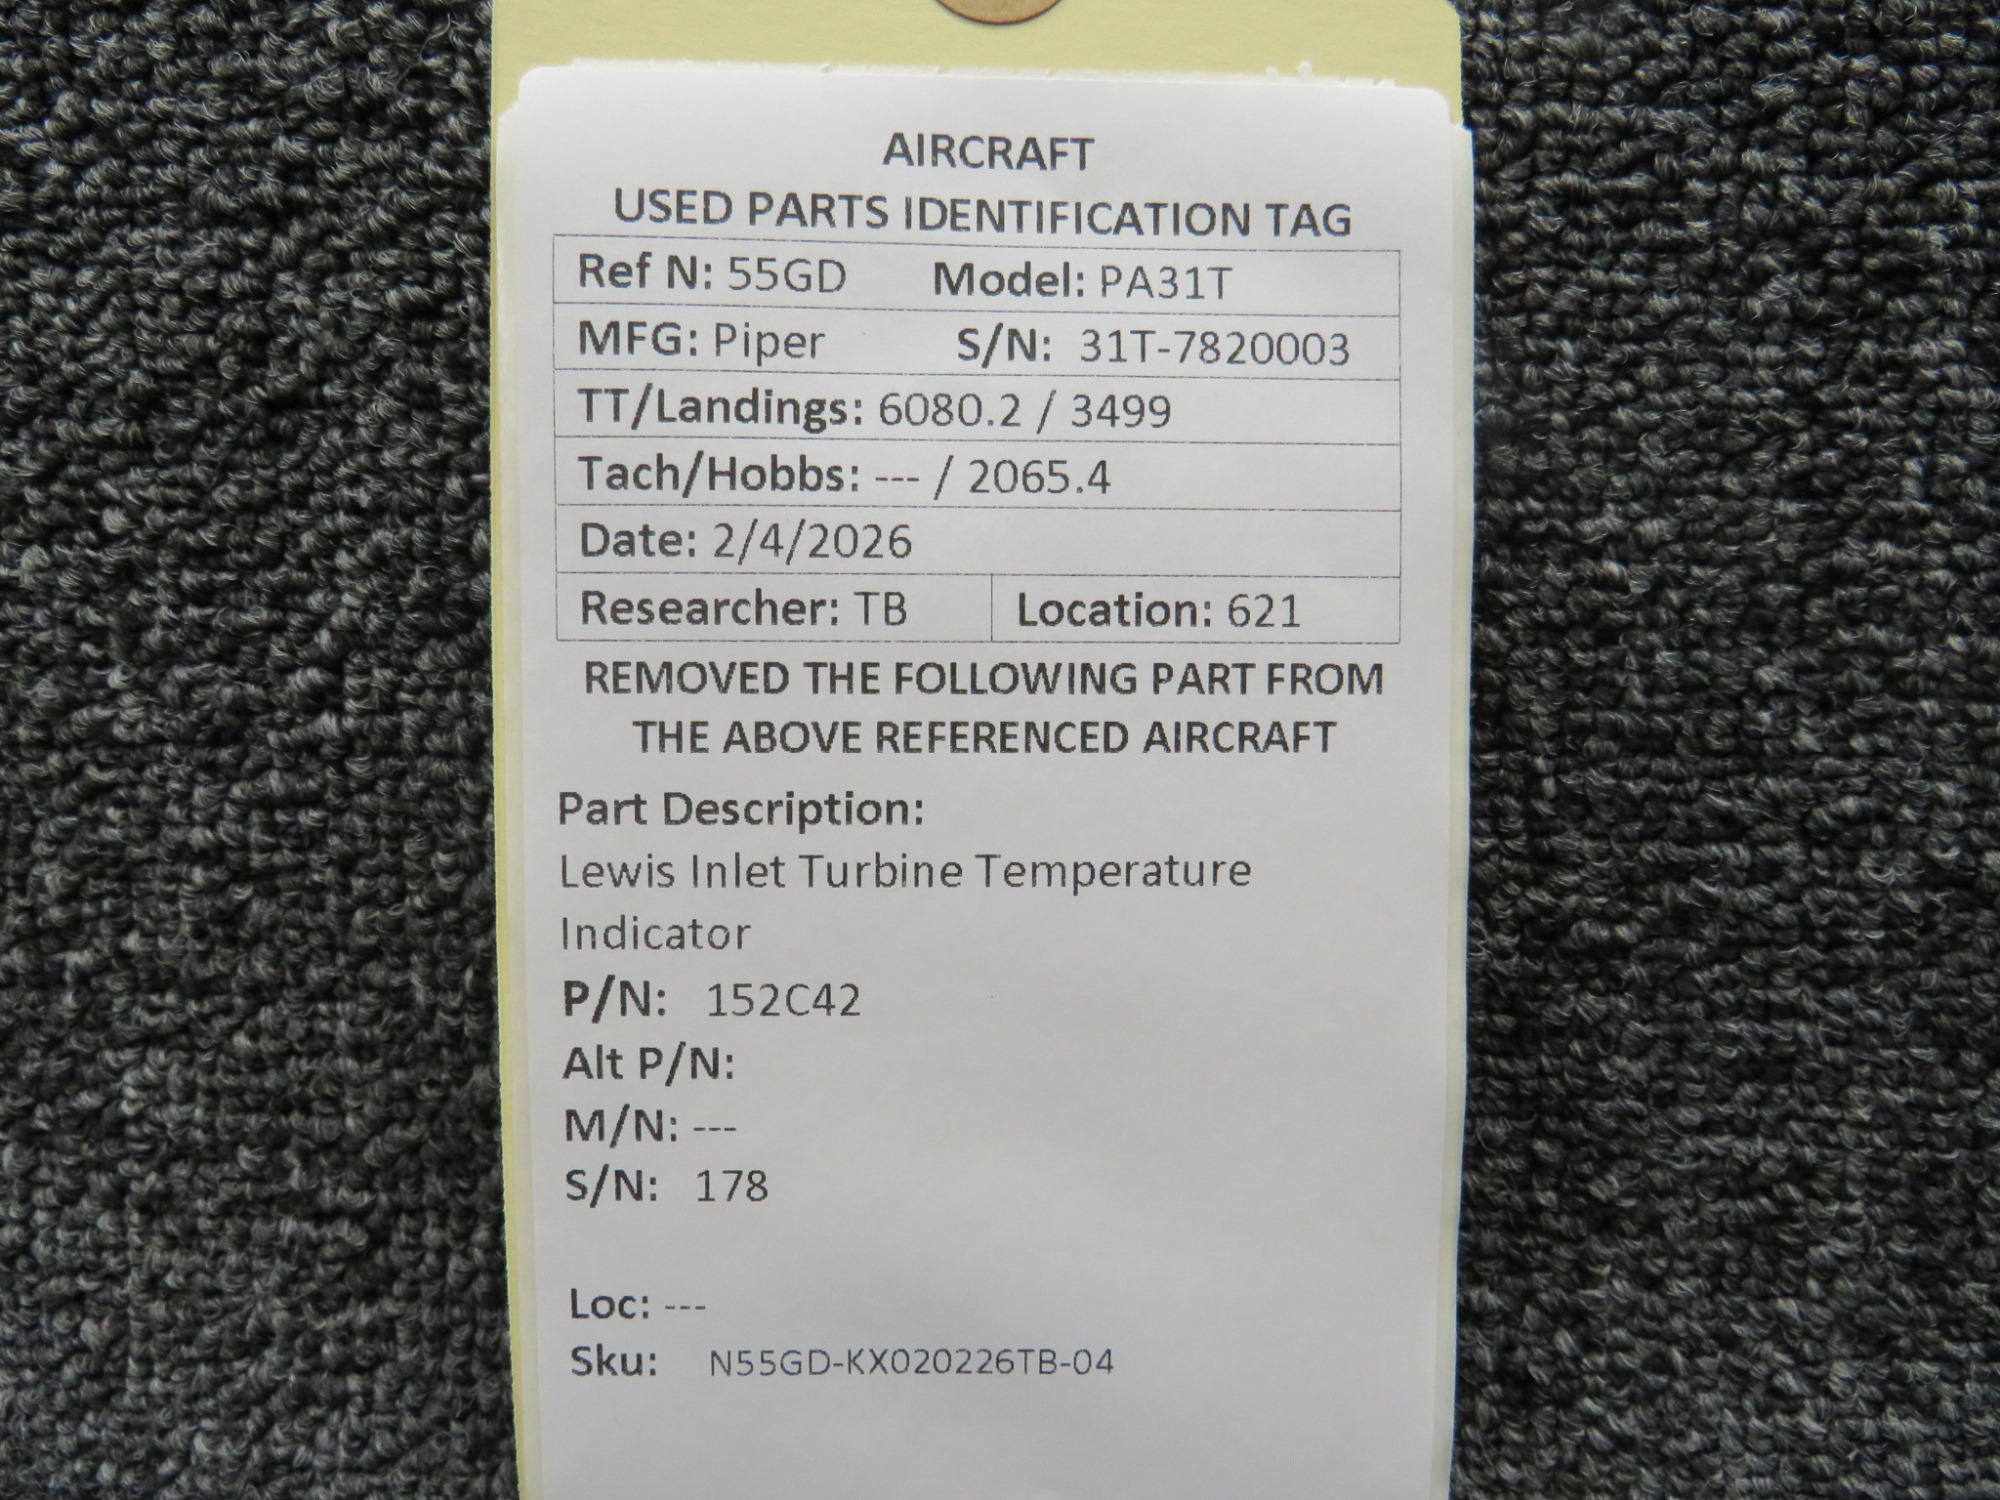 AIRCRAFT
USED PARTS IDENTIFICATION TAG
Ref N: 55GD Model: PA31T
MFG: Piper S/N: 31T-7820003
TT/Landings: 6080.2 / 3499
Tach/Hobbs: --- / 2065.4
Date: 2/4/2026
Researcher: TB Location: 621
REMOVED THE FOLLOWING PART FROM
THE ABOVE REFERENCED AIRCRAFT
Part Description:
Lewis Inlet Turbine Temperature
Indicator
P/N: 152C42
Alt P/N:
M/N: ---
S/N: 178
Loc: ---
Sku: N55GD-KX020226TB-04